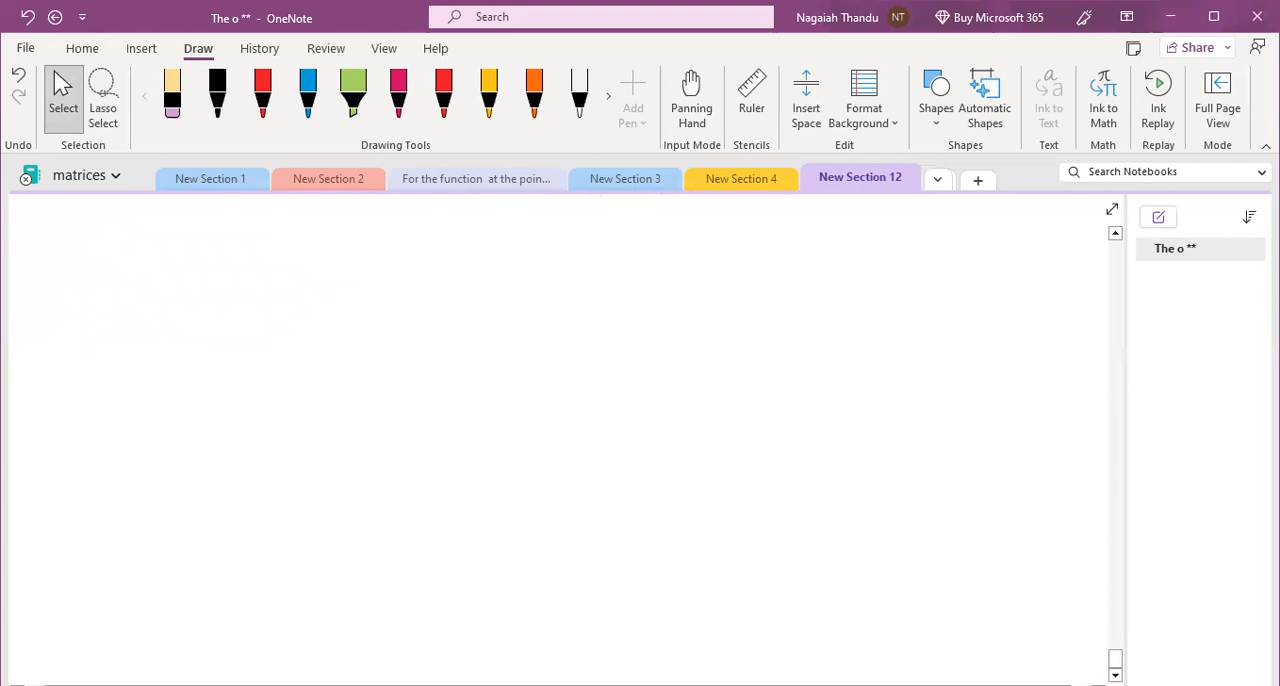 The o ** - OneNote
Search
Nagaiah Thandu NT
Buy Microsoft 365
File Home Insert Draw History Review View Help
Share
Select
Lasso Select
Add Pen
Panning Hand
Ruler
Insert Space
Format Background
Shapes
Automatic Shapes
Ink to Text
Ink to Math
Ink Replay
Full Page View
Undo Selection Drawing Tools Input Mode Stencils Edit Shapes Text Math Replay Mode
matrices New Section 1 New Section 2 For the function at the poin... New Section 3 New Section 4 New Section 12 Search Notebooks
The o **